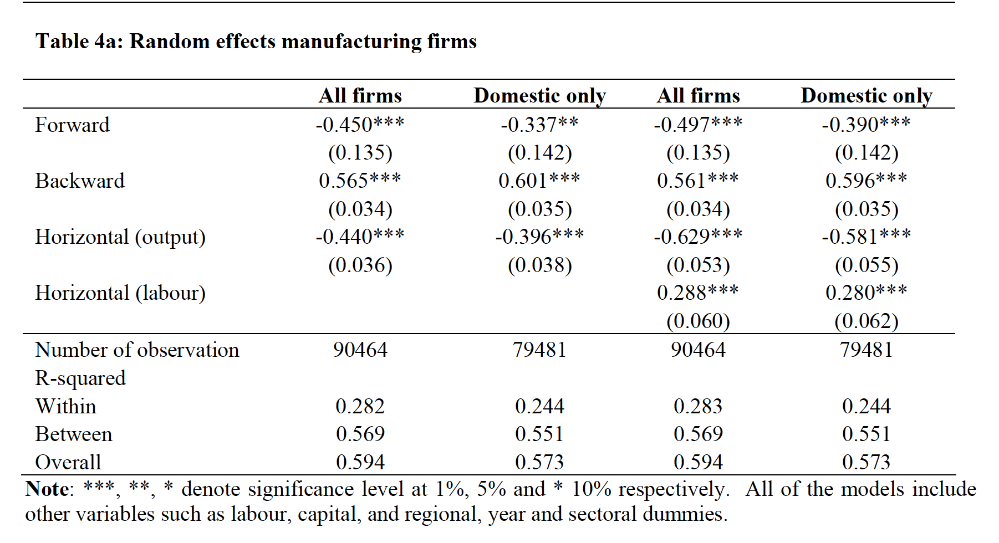 Table 4a: Random effects manufacturing firms
All firms Domestic only All firms Domestic only
Forward -0.450*** -0.337** -0.497*** -0.390***
(0.135) (0.142) (0.135) (0.142)
Backward 0.565*** 0.601*** 0.561*** 0.596***
(0.034) (0.035) (0.034) (0.035)
Horizontal (output) -0.440*** -0.396*** -0.629*** -0.581***
(0.036) (0.038) (0.053) (0.055)
Horizontal (labour) 0.288*** 0.280***
(0.060) (0.062)
Number of observation 90464 79481 90464 79481
R-squared
Within 0.282 0.244 0.283 0.244
Between 0.569 0.551 0.569 0.551
Overall 0.594 0.573 0.594 0.573
Note: ***, **, * denote significance level at 1%, 5% and * 10% respectively. All of the models include
other variables such as labour, capital, and regional, year and sectoral dummies.